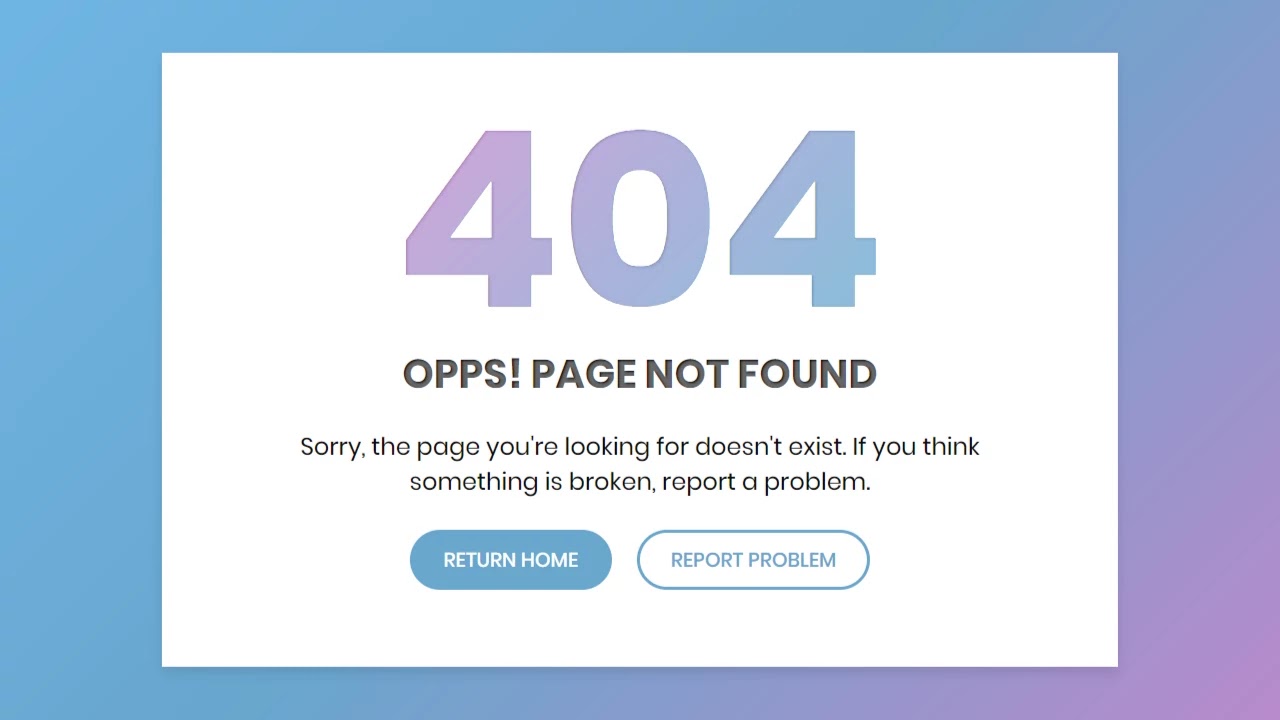 404
OPPS! PAGE NOT FOUND
Sorry, the page you're looking for doesn't exist. If you think
something is broken, report a problem.
RETURN HOME
REPORT PROBLEM